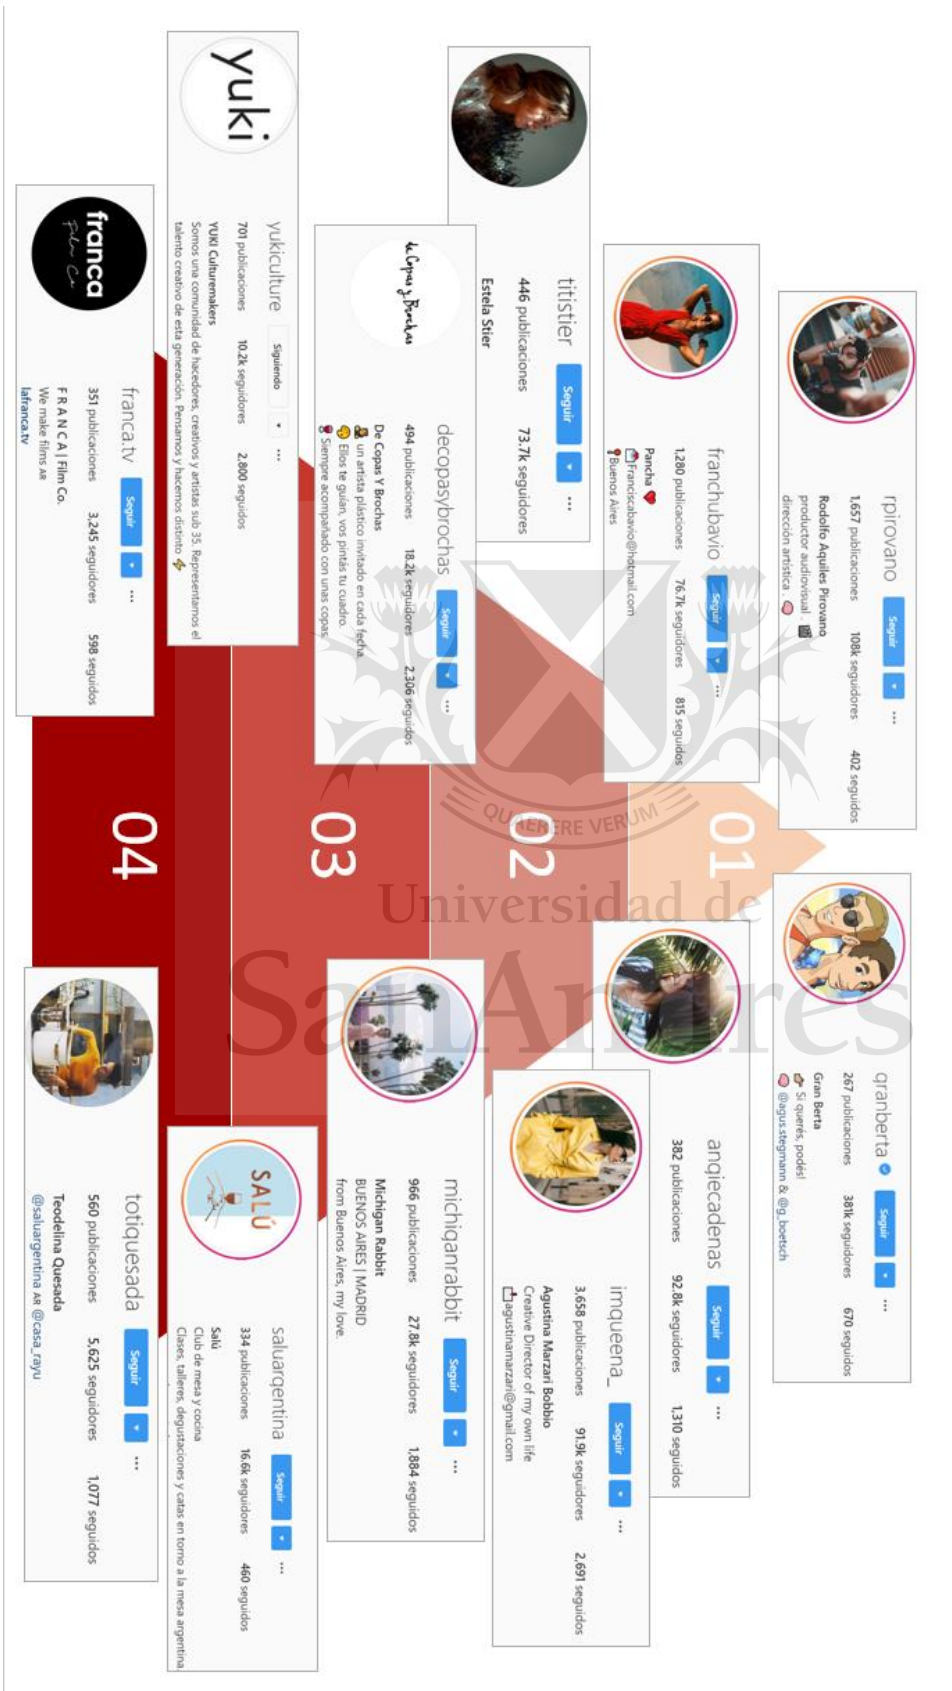 rpirovano Seguir
1,657 publicaciones 108k seguidores 402 seguidos
Rodolfo Aquiles Pirovano
productor audiovisual .
dirección artística .
granberta Seguir
267 publicaciones 381k seguidores 670 seguidos
Gran Berta
Si querés, podés!
@agus.stegmann & @g_boetsch
franchubavio Seguir
1,280 publicaciones 76.7k seguidores 815 seguidos
Pancha
Franciscabavio@hotmail.com
Buenos Aires
01
angiecadenas Seguir
382 publicaciones 92.8k seguidores 1,310 seguidos
titistier Seguir
446 publicaciones 73.7k seguidores
Estela Stier
02
imqueena_ Seguir
3,658 publicaciones 91.9k seguidores 2,691 seguidos
Agustina Marzari Bobbio
Creative Director of my own life
agustinamarzari@gmail.com
de Copas y Brochas
decopasybrochas Seguir
494 publicaciones 18.2k seguidores 2,306 seguidos
De Copas Y Brochas
un artista plástico invitado en cada fecha.
Ellos te guían, vos pintás tu cuadro.
Siempre acompañado con unas copas
03
michiganrabbit Seguir
966 publicaciones 27.8k seguidores 1,884 seguidos
Michigan Rabbit
BUENOS AIRES | MADRID
from Buenos Aires, my love.
yuki
yukiculture Siguiendo
701 publicaciones 10.2k seguidores 2,800 seguidos
YUKI Culturemakers
Somos una comunidad de hacedores, creativos y artistas sub 35. Representamos el
talento creativo de esta generación. Pensamos y hacemos distinto
SALÚ
saluargentina Seguir
334 publicaciones 16.6k seguidores 460 seguidos
Salú
Club de mesa y cocina
Clases, talleres, degustaciones y catas en torno a la mesa argentina.
franca
Film Co
franca.tv Seguir
351 publicaciones 3,245 seguidores 598 seguidos
F R A N C A | Film Co.
We make films AR
lafranca.tv
04
totiquesada Seguir
560 publicaciones 5,625 seguidores 1,077 seguidos
Teodelina Quesada
@saluargentina AR @casa_rayu
QUAERERE VERUM
Universidad de
SanAndrés